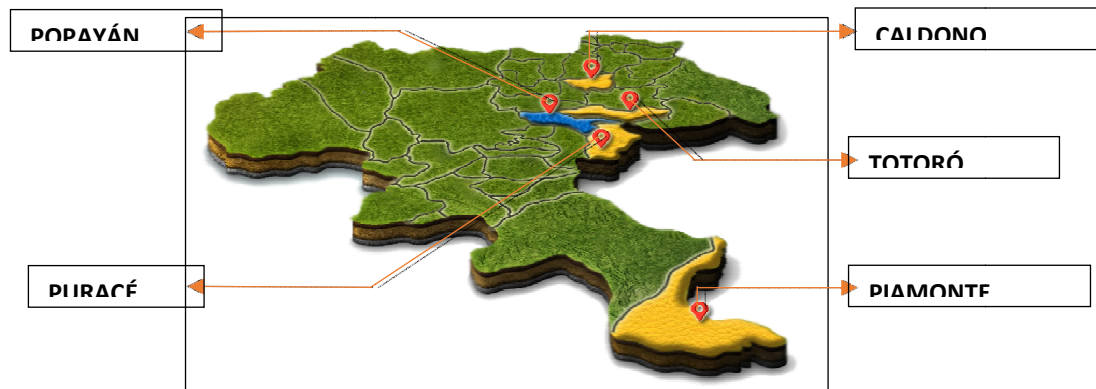 POPAYÁN
CALDONO
TOTORÓ
PURACÉ
PIAMONTE